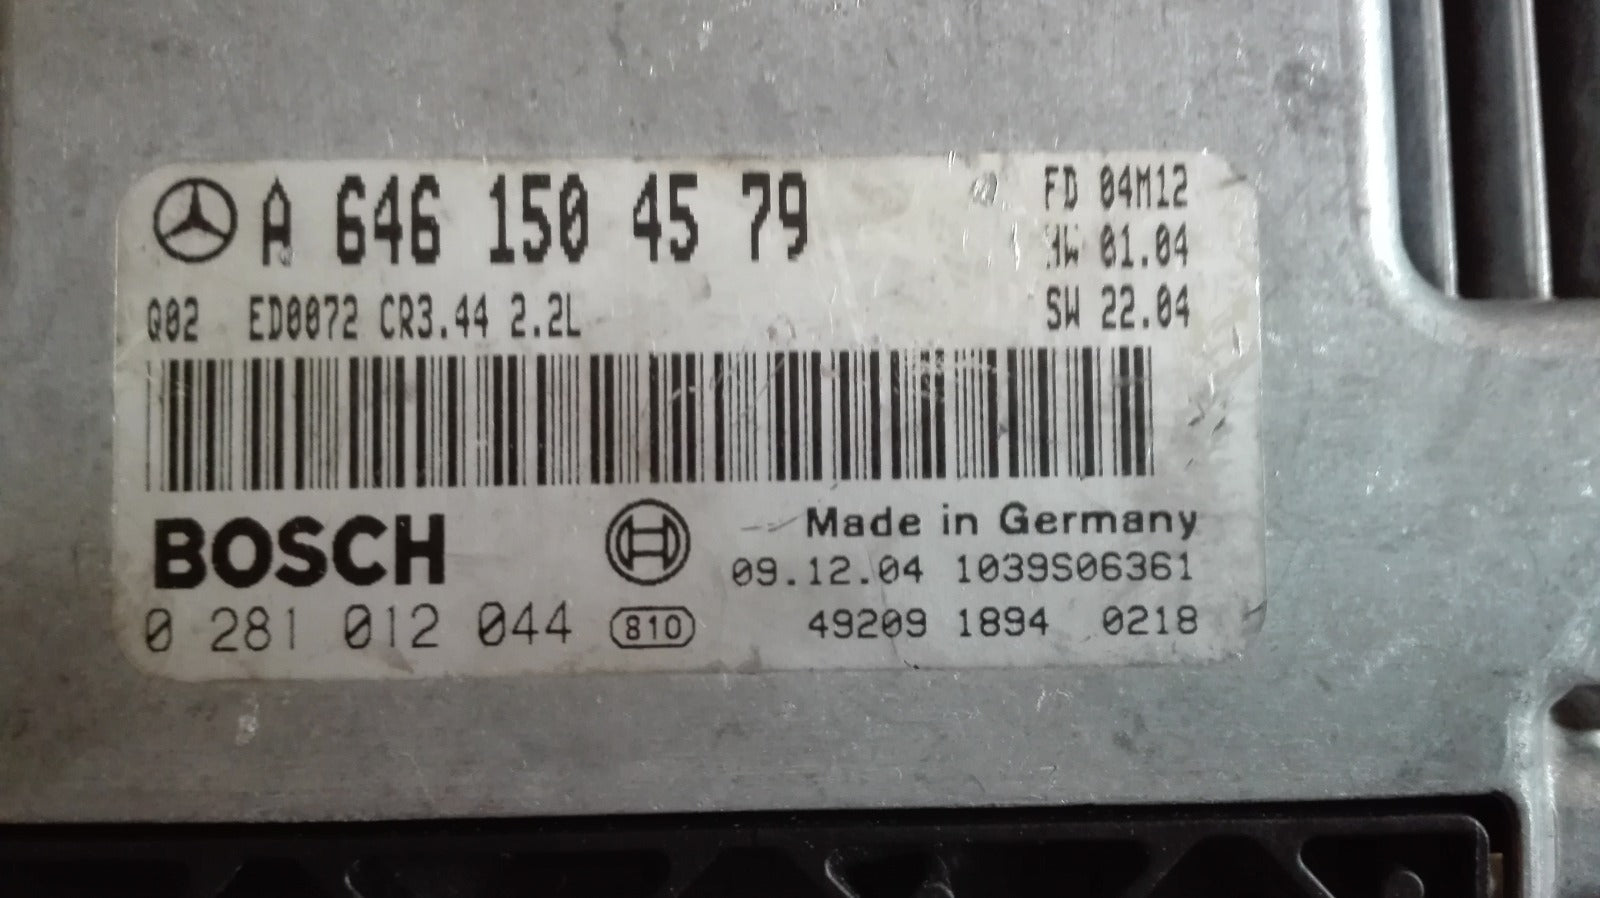 A 646 150 45 79
FD 04M12
HW 01.04
Q02 ED0072 CR3.44 2.2L
SW 22.04
BOSCH
Made in Germany
09.12.04 1039S06361
0 281 012 044 810
49209 1894 0218